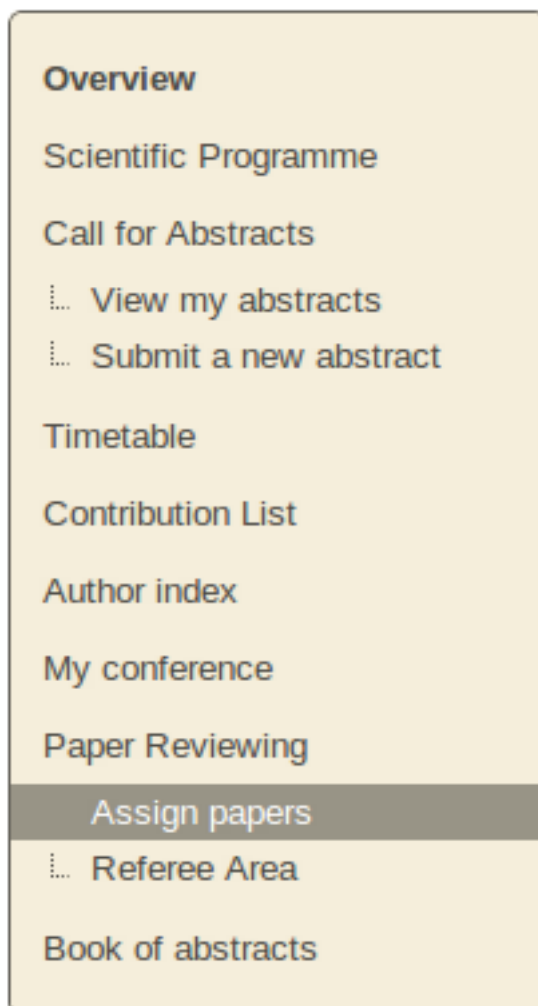 Overview
Scientific Programme
Call for Abstracts
View my abstracts
Submit a new abstract
Timetable
Contribution List
Author index
My conference
Paper Reviewing
Assign papers
Referee Area
Book of abstracts